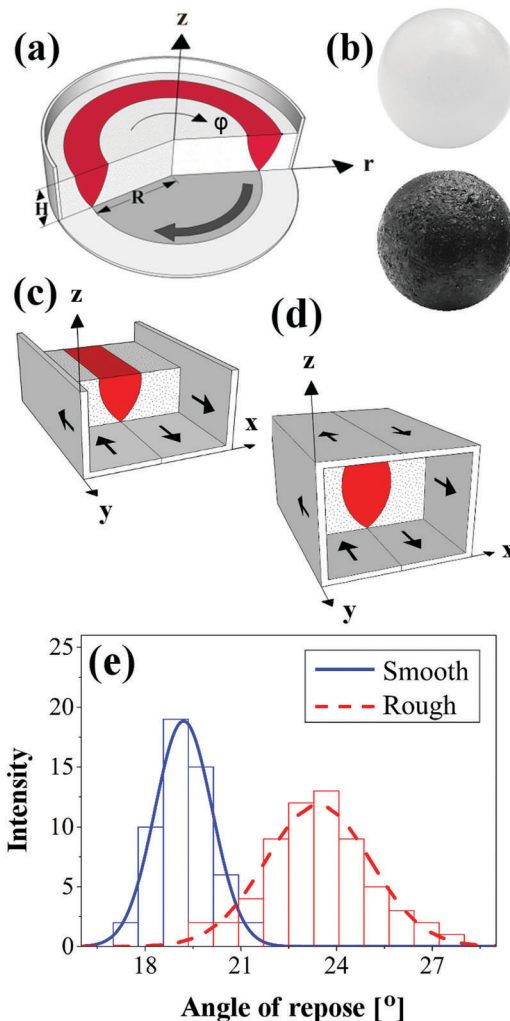 (a)
z
φ
r
H
R
(b)
(c)
z
x
y
(d)
z
x
y
(e)
Smooth
Rough
Intensity
25
20
15
10
5
0
18
21
24
27
Angle of repose [°]